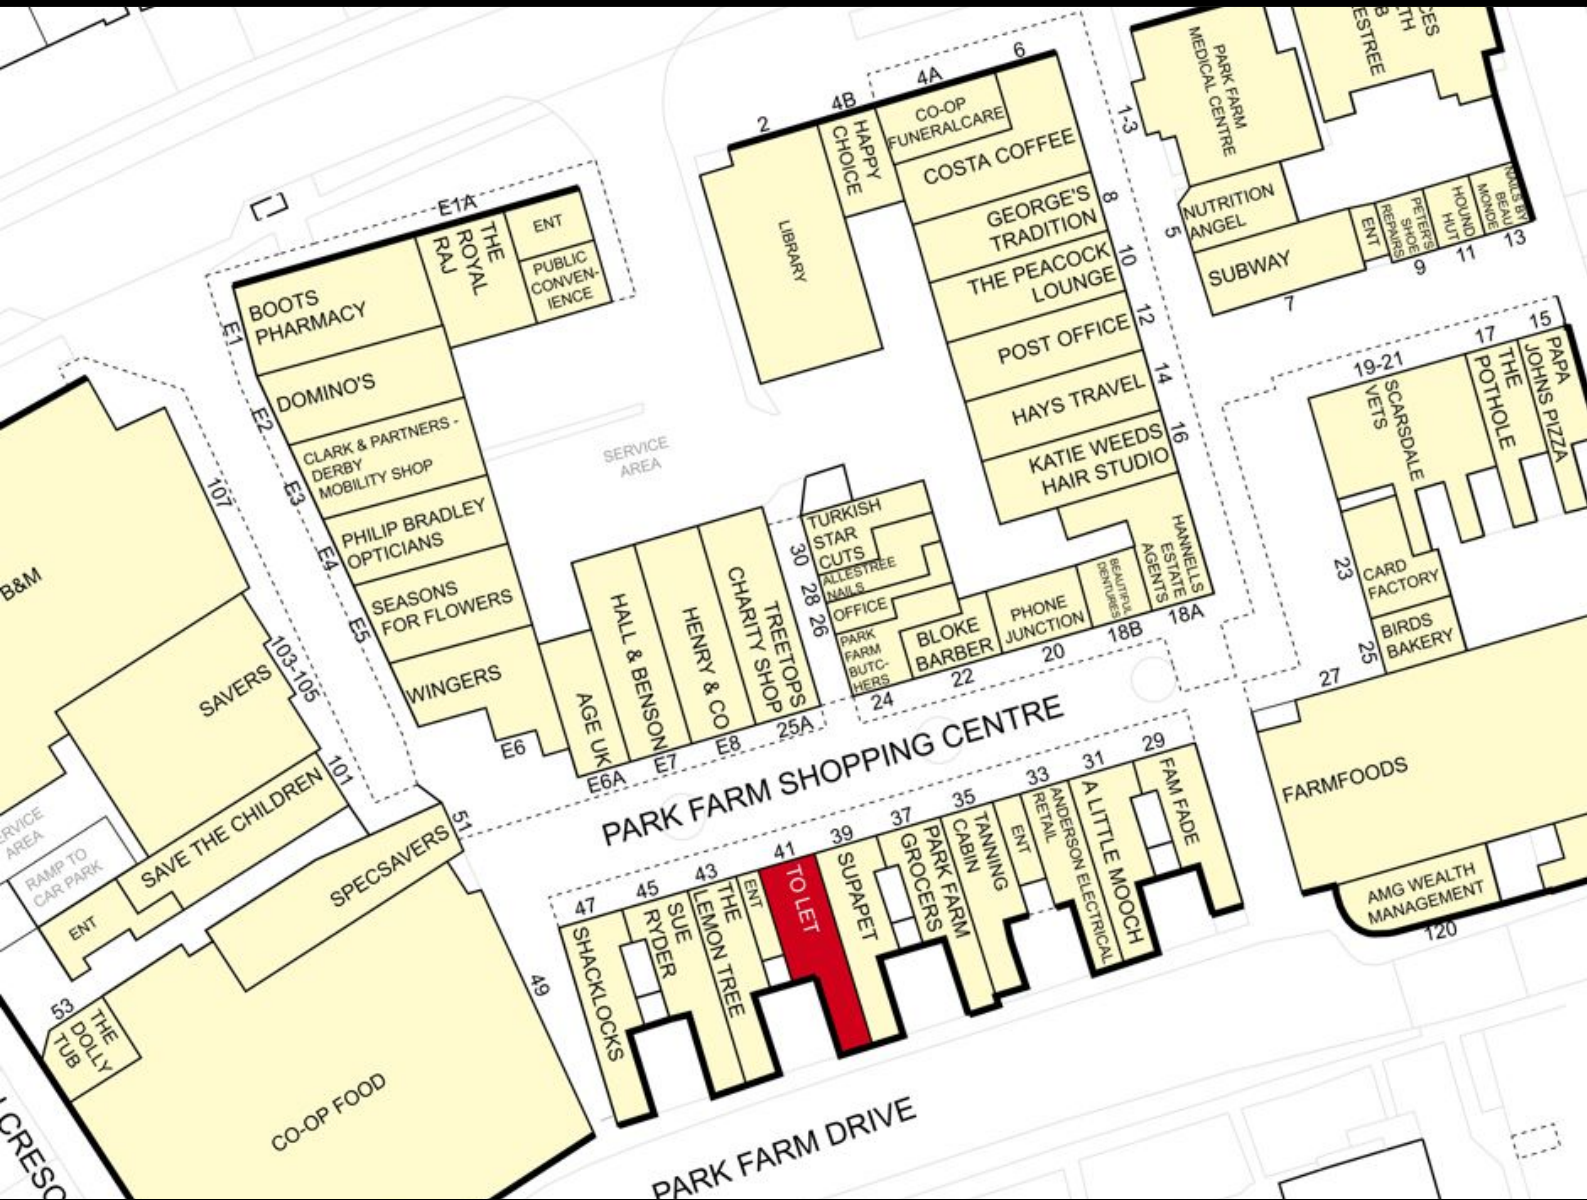 6
4A
4B
2
CO-OP
FUNERALCARE
HAPPY
CHOICE
COSTA COFFEE
GEORGE'S
TRADITION
8
THE PEACOCK
LOUNGE
10
POST OFFICE
12
HAYS TRAVEL
14
KATIE WEEDS
HAIR STUDIO
16
LIBRARY
1-3
PARK FARM
MEDICAL CENTRE
ESTREE
NUTRITION
ANGEL
5
SUBWAY
7
ENT
PETER'S
SHOE
REPAIRS
9
HOUND
HUT
11
NAILS BY
BEAU
MONDE
13
E1A
ENT
PUBLIC
CONVEN-
IENCE
THE
ROYAL
RAJ
BOOTS
PHARMACY
E1
DOMINO'S
E2
CLARK & PARTNERS -
DERBY
MOBILITY SHOP
E3
PHILIP BRADLEY
OPTICIANS
E4
SEASONS
FOR FLOWERS
E5
WINGERS
E6
SERVICE
AREA
15
17
19-21
PAPA
JOHNS PIZZA
THE
POTHOLE
SCARSDALE
VETS
23
CARD
FACTORY
BIRDS
BAKERY
25
27
FARMFOODS
AMG WEALTH
MANAGEMENT
120
107
B&M
103-105
SAVERS
101
SAVE THE CHILDREN
RVICE
AREA
RAMP TO
CAR PARK
ENT
51
SPECSAVERS
49
53
THE
DOLLY
TUB
CO-OP FOOD
AGE UK
E6A
HALL & BENSON
E7
HENRY & CO
E8
TREETOPS
CHARITY SHOP
25A
TURKISH
STAR
CUTS
30
ALLESTREE
NAILS
28
OFFICE
26
PARK
FARM
BUTC-
HERS
24
BLOKE
BARBER
22
PHONE
JUNCTION
20
BEAUTIFUL
DENTURES
18B
HANNELLS
ESTATE
AGENTS
18A
PARK FARM SHOPPING CENTRE
47
SHACKLOCKS
45
SUE
RYDER
43
THE
LEMON TREE
ENT
41
TO LET
39
SUPAPET
37
PARK FARM
GROCERS
35
TANNING
CABIN
ENT
33
ANDERSON ELECTRICAL
RETAIL
31
A LITTLE MOOCH
29
FAM FADE
PARK FARM DRIVE
CRESC